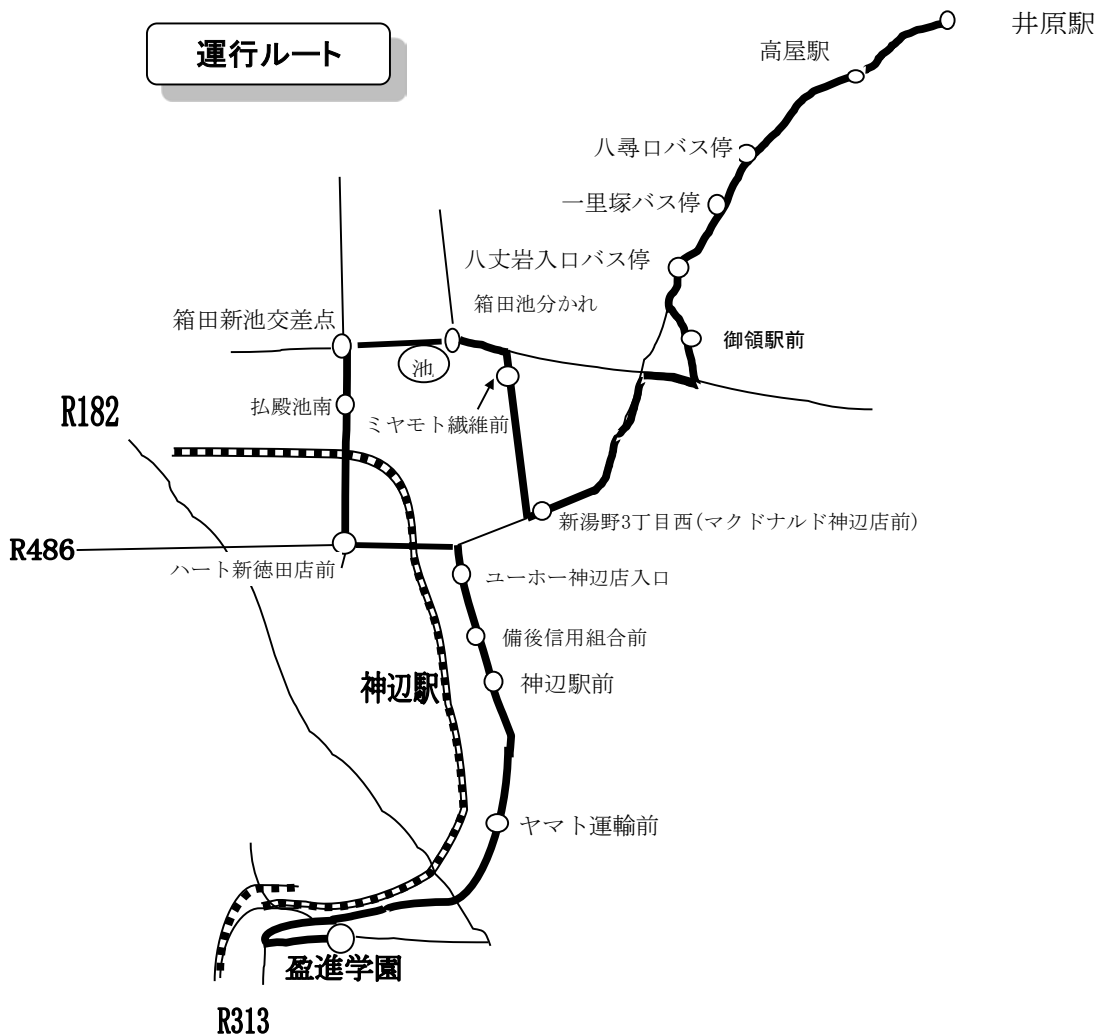 運行ルート
井原駅
高屋駅
八尋口バス停
一里塚バス停
八丈岩入口バス停
箱田池分かれ
箱田新池交差点
御領駅前
池
R182
払殿池南
ミヤモト繊維前
新湯野3丁目西(マクドナルド神辺店前)
R486
ハート新徳田店前
ユーホー神辺店入口
備後信用組合前
神辺駅
神辺駅前
ヤマト運輸前
盈進学園
R313